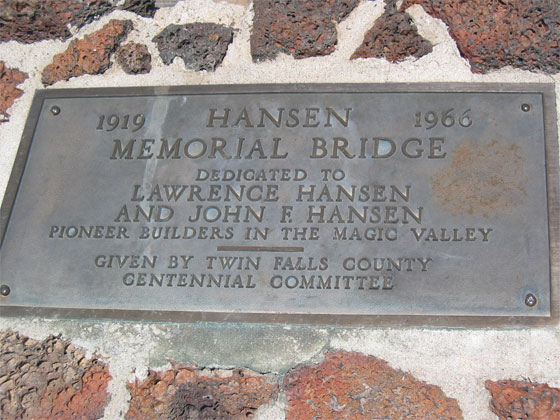 1919 HANSEN 1966
MEMORIAL BRIDGE
DEDICATED TO
LAWRENCE HANSEN
AND JOHN F. HANSEN
PIONEER BUILDERS IN THE MAGIC VALLEY
GIVEN BY TWIN FALLS COUNTY
CENTENNIAL COMMITTEE